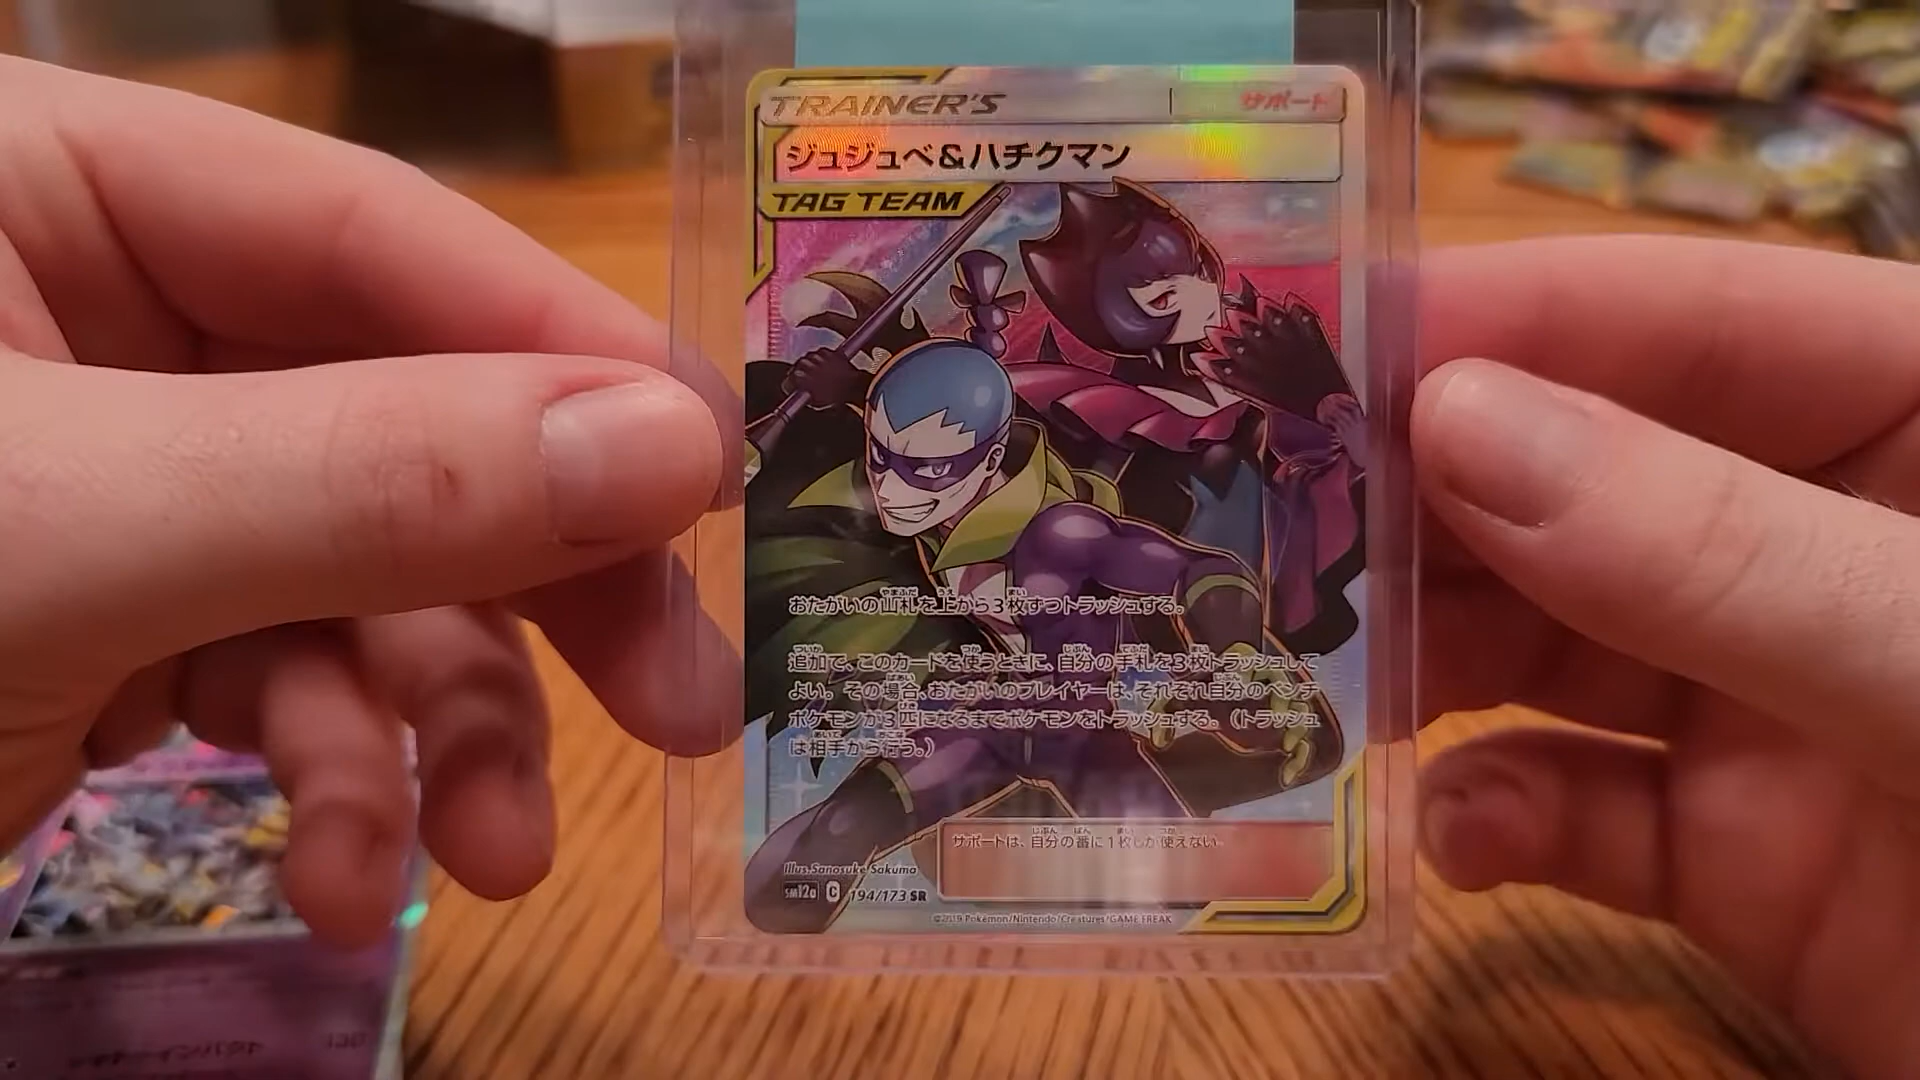 TRAINER'S サポート
ジュジュベ&ハチクマン
TAG TEAM
おたがいの山札を上から3枚ずつトラッシュする。
追加で、このカードを使うときに、自分の手札を3枚トラッシュして
よい。その場合、おたがいのプレイヤーは、それぞれ自分のベンチ
ポケモンが3匹になるまでポケモンをトラッシュする。（トラッシュ
は相手から行う。）
サポートは、自分の番に1枚しか使えない。
Illus.Sanosuke Sakuma
SM12a C 194/173 SR
©2019 Pokémon/Nintendo/Creatures/GAME FREAK
130